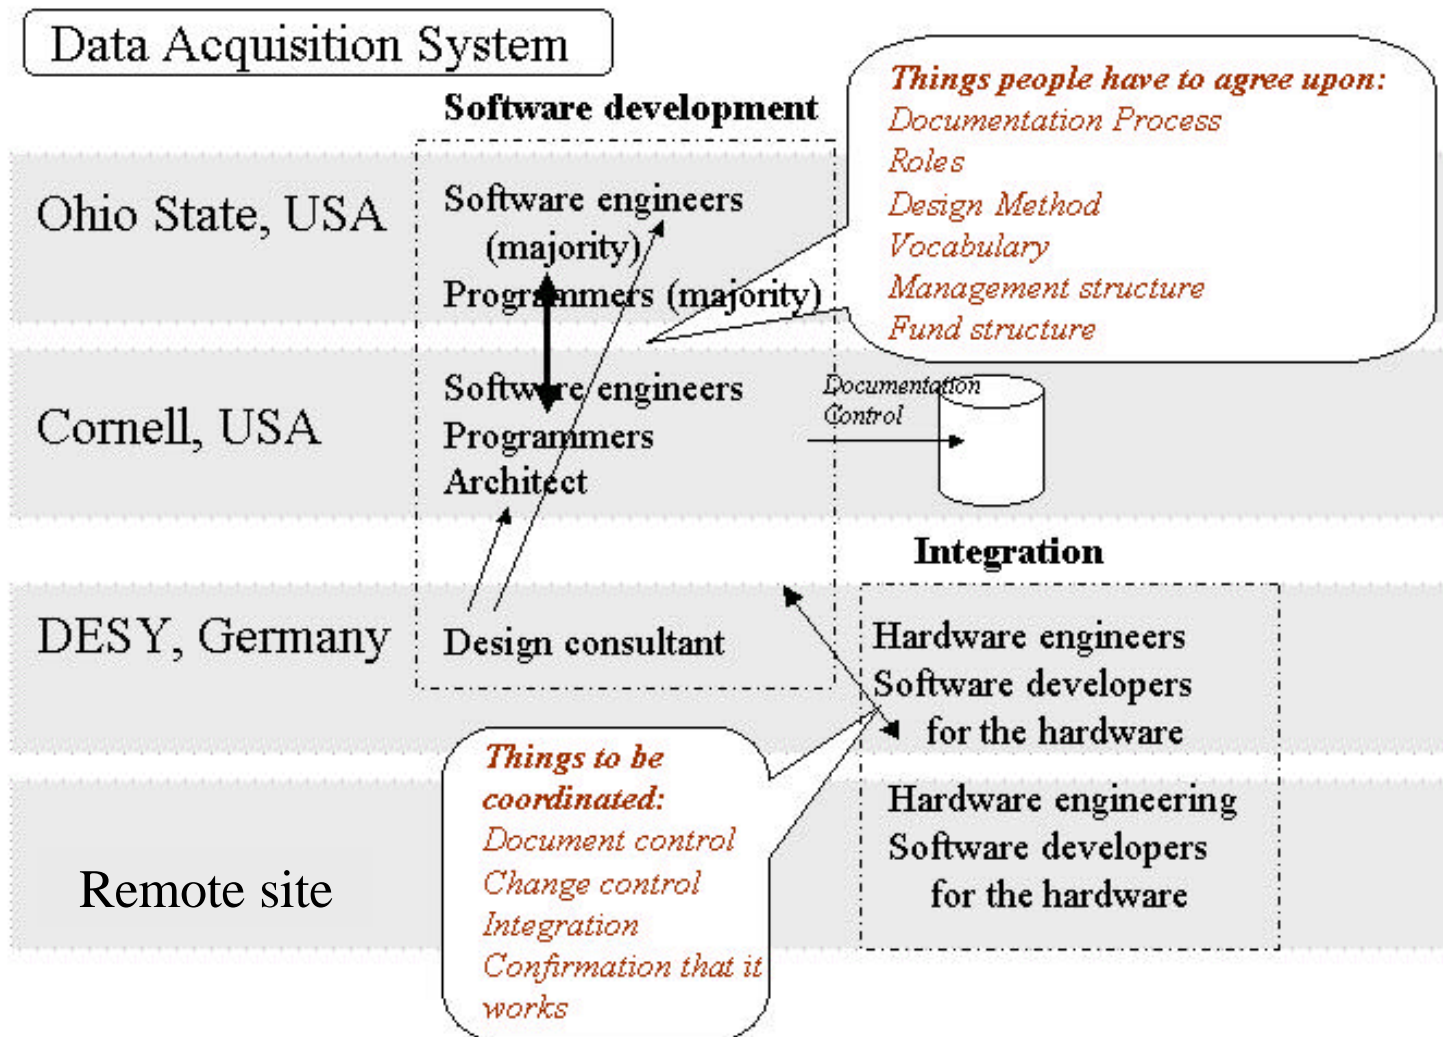 Data Acquisition System
Software development
Things people have to agree upon:
Documentation Process
Roles
Design Method
Vocabulary
Management structure
Fund structure
Ohio State, USA
Software engineers
(majority)
Programmers (majority)
Cornell, USA
Software engineers
Programmers
Architect
Documentation
Control
Integration
DESY, Germany
Design consultant
Hardware engineers
Software developers
for the hardware
Things to be
coordinated:
Document control
Change control
Integration
Confirmation that it
works
Remote site
Hardware engineering
Software developers
for the hardware